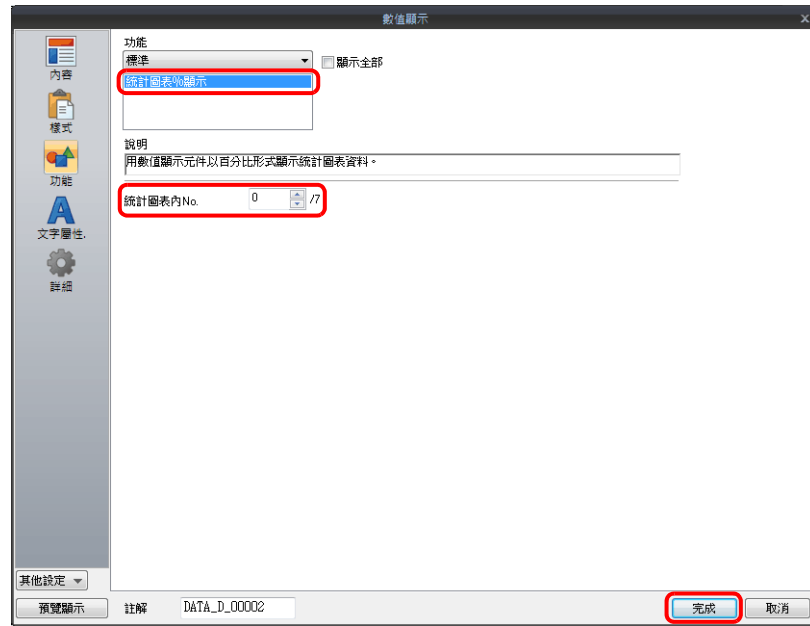 數值顯示
內容
樣式
功能
文字屬性.
詳細
其他設定
預覽顯示
功能
標準
顯示全部
統計圖表%顯示
說明
用數值顯示元件以百分比形式顯示統計圖表資料。
統計圖表內No. 0 /7
註解 DATA_D_00002
完成 取消